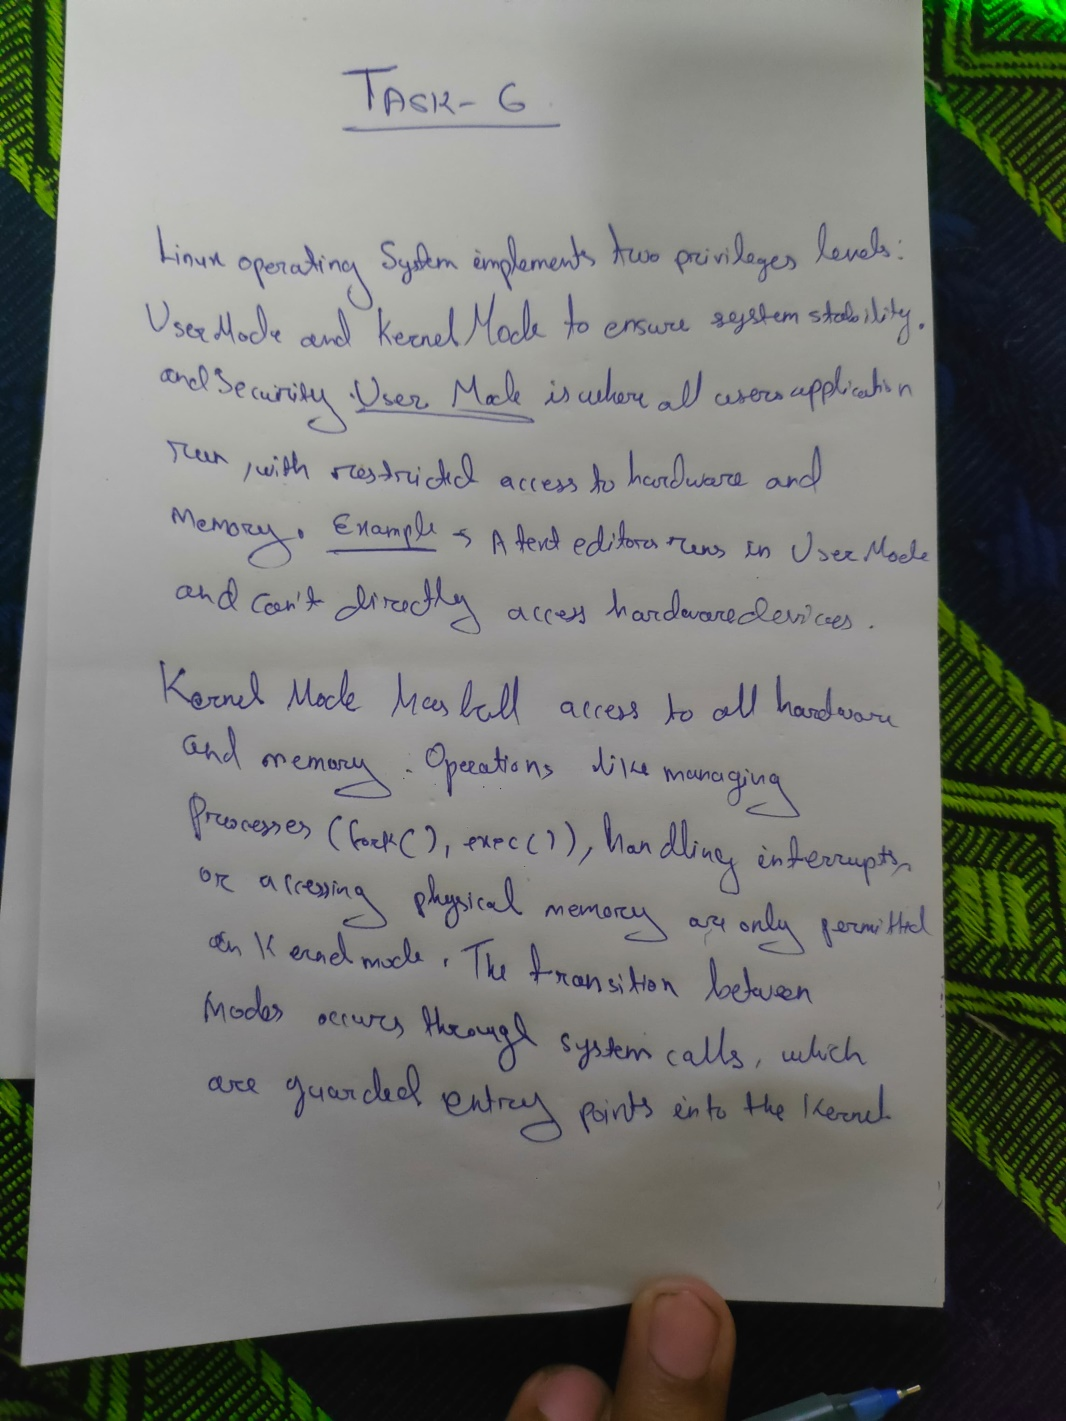 TASK- 6
Linux operating System implements two privileges levels:
User Mode and Kernel Mode to ensure system stability.
and Security. User Mode is where all users application
run, with restricted access to hardware and
Memory. Example → A text editors runs in User Mode
and can't directly access hardware devices.
Kernel Mode Has full access to all hardware
and memory. Operations like managing
Processes (fork(), exec()), handling interrupts,
or accessing physical memory are only permitted
in Kernel mode. The transition between
Modes occurs through system calls, which
are guarded entry points into the Kernel